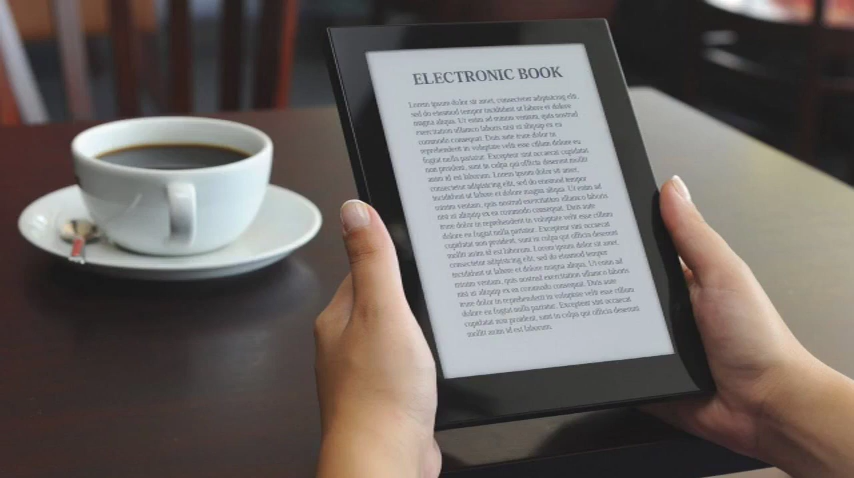 ELECTRONIC BOOK
Lorem ipsum dolor sit amet, consectetur adipisicing elit,
sed do eiusmod tempor incididunt ut labore et dolore
magna aliqua. Ut enim ad minim veniam, quis nostrud
exercitation ullamco laboris nisi ut aliquip ex ea
commodo consequat. Duis aute irure dolor in
reprehenderit in voluptate velit esse cillum dolore eu
fugiat nulla pariatur. Excepteur sint occaecat cupidatat
non proident, sunt in culpa qui officia deserunt mollit
anim id est laborum. Lorem ipsum dolor sit amet,
consectetur adipisicing elit, sed do eiusmod tempor
incididunt ut labore et dolore magna aliqua. Ut enim ad
minim veniam, quis nostrud exercitation ullamco laboris
nisi ut aliquip ex ea commodo consequat. Duis aute
irure dolor in reprehenderit in voluptate velit esse cillum
dolore eu fugiat nulla pariatur. Excepteur sint occaecat
cupidatat non proident, sunt in culpa qui officia deserunt
mollit anim id est laborum. Lorem ipsum dolor sit amet,
consectetur adipisicing elit, sed do eiusmod tempor
incididunt ut labore et dolore magna aliqua. Ut enim ad
minim veniam, quis nostrud exercitation ullamco laboris
nisi ut aliquip ex ea commodo consequat. Duis aute
irure dolor in reprehenderit in voluptate velit esse cillum
dolore eu fugiat nulla pariatur. Excepteur sint occaecat
cupidatat non proident, sunt in culpa qui officia deserunt
mollit anim id est laborum.